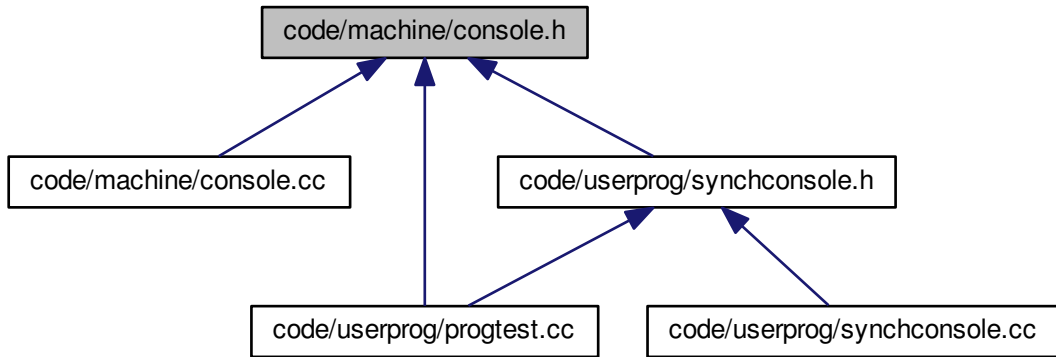 code/machine/console.h
code/machine/console.cc
code/userprog/synchconsole.h
code/userprog/progtest.cc
code/userprog/synchconsole.cc